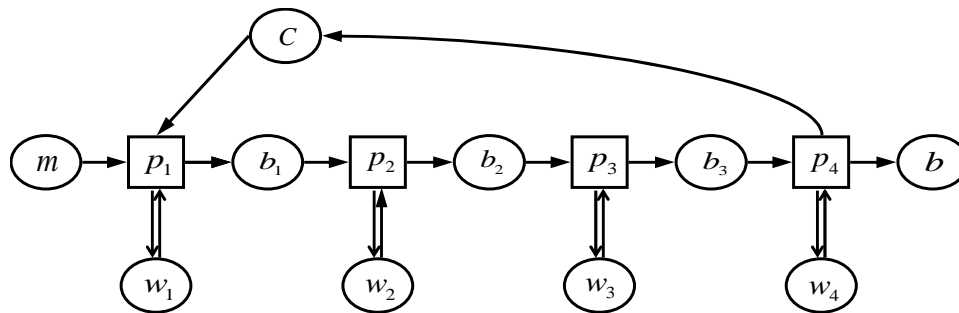 C
m p₁ b₁ p₂ b₂ p₃ b₃ p₄ b
w₁ w₂ w₃ w₄